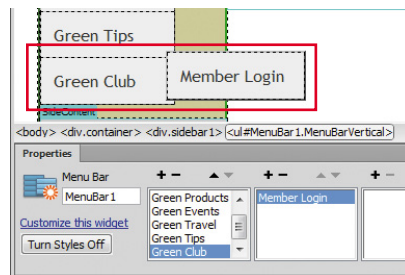 Green Tips
Green Club
Member Login
SideContent
<body> <div.container> <div.sidebar1> <ul#MenuBar1.MenuBarVertical>
Properties
Menu Bar
MenuBar1
Customize this widget
Turn Styles Off
Green Products
Green Events
Green Travel
Green Tips
Green Club
Member Login